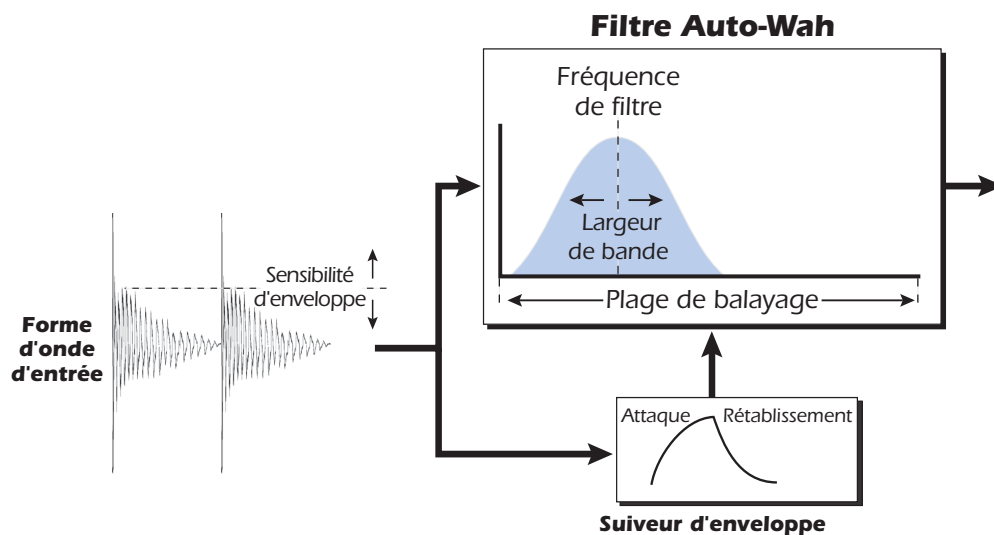 Filtre Auto-Wah
Fréquence
de filtre
Largeur
de bande
Plage de balayage
Sensibilité
d'enveloppe
Forme
d'onde
d'entrée
Attaque
Rétablissement
Suiveur d'enveloppe